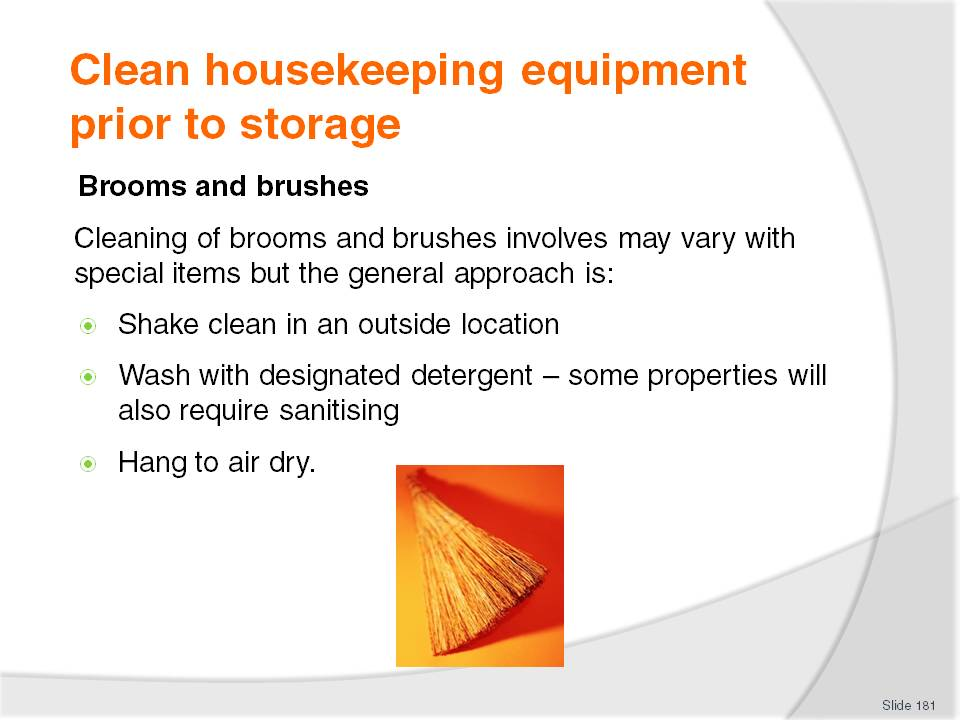 Clean housekeeping equipment
prior to storage
Brooms and brushes
Cleaning of brooms and brushes involves may vary with
special items but the general approach is:
Shake clean in an outside location
Wash with designated detergent – some properties will
also require sanitising
Hang to air dry.
Slide 181